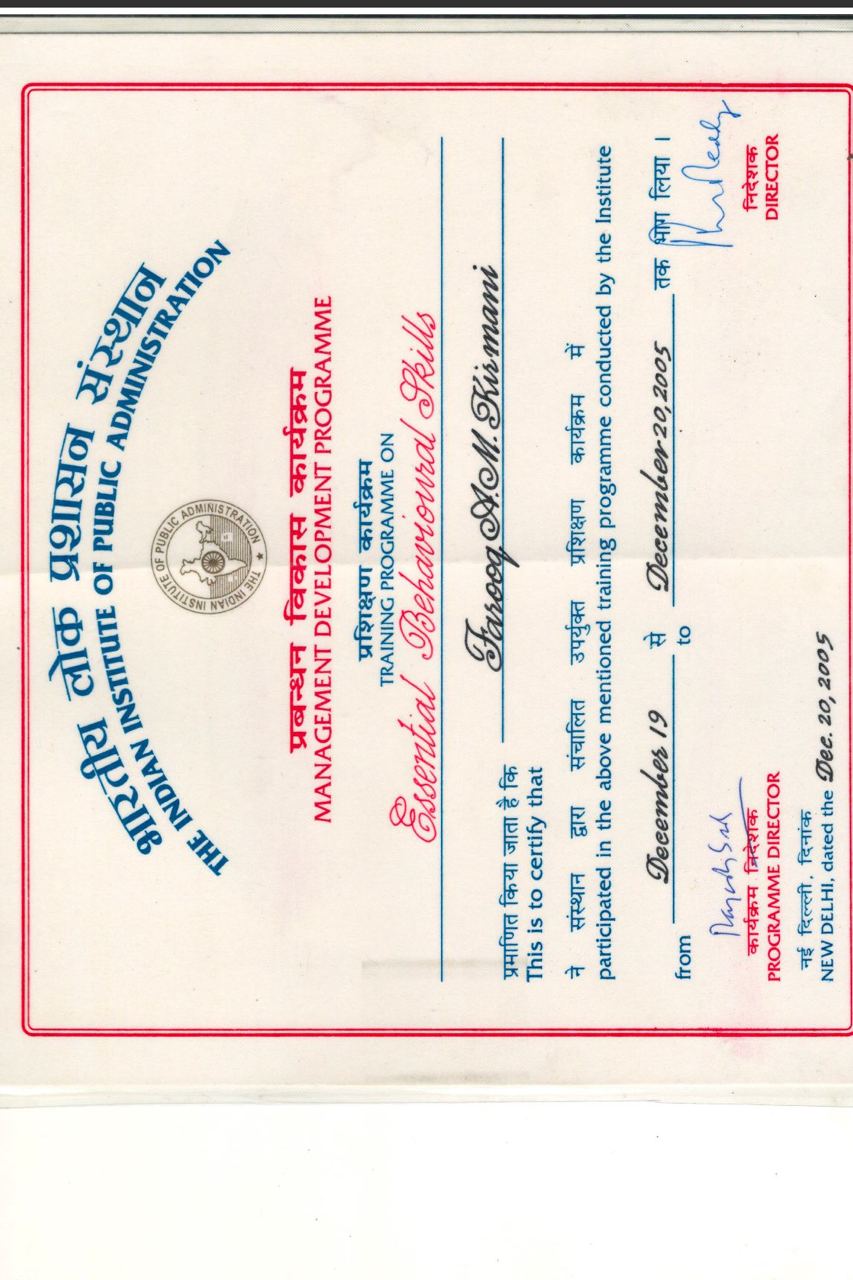 भारतीय लोक प्रशासन संस्थान
THE INDIAN INSTITUTE OF PUBLIC ADMINISTRATION
THE INDIAN INSTITUTE OF PUBLIC ADMINISTRATION ★
प्रबन्धन विकास कार्यक्रम
MANAGEMENT DEVELOPMENT PROGRAMME
प्रशिक्षण कार्यक्रम
TRAINING PROGRAMME ON
Essential Behavioural Skills
प्रमाणित किया जाता है कि
This is to certify that Farooq A.M. Kirmani
ने संस्थान द्वारा संचालित उपर्युक्त प्रशिक्षण कार्यक्रम में
participated in the above mentioned training programme conducted by the Institute
from December 19 से to December 20, 2005 तक भाग लिया ।
कार्यक्रम निदेशक
PROGRAMME DIRECTOR
निदेशक
DIRECTOR
नई दिल्ली, दिनांक
NEW DELHI, dated the Dec. 20, 2005